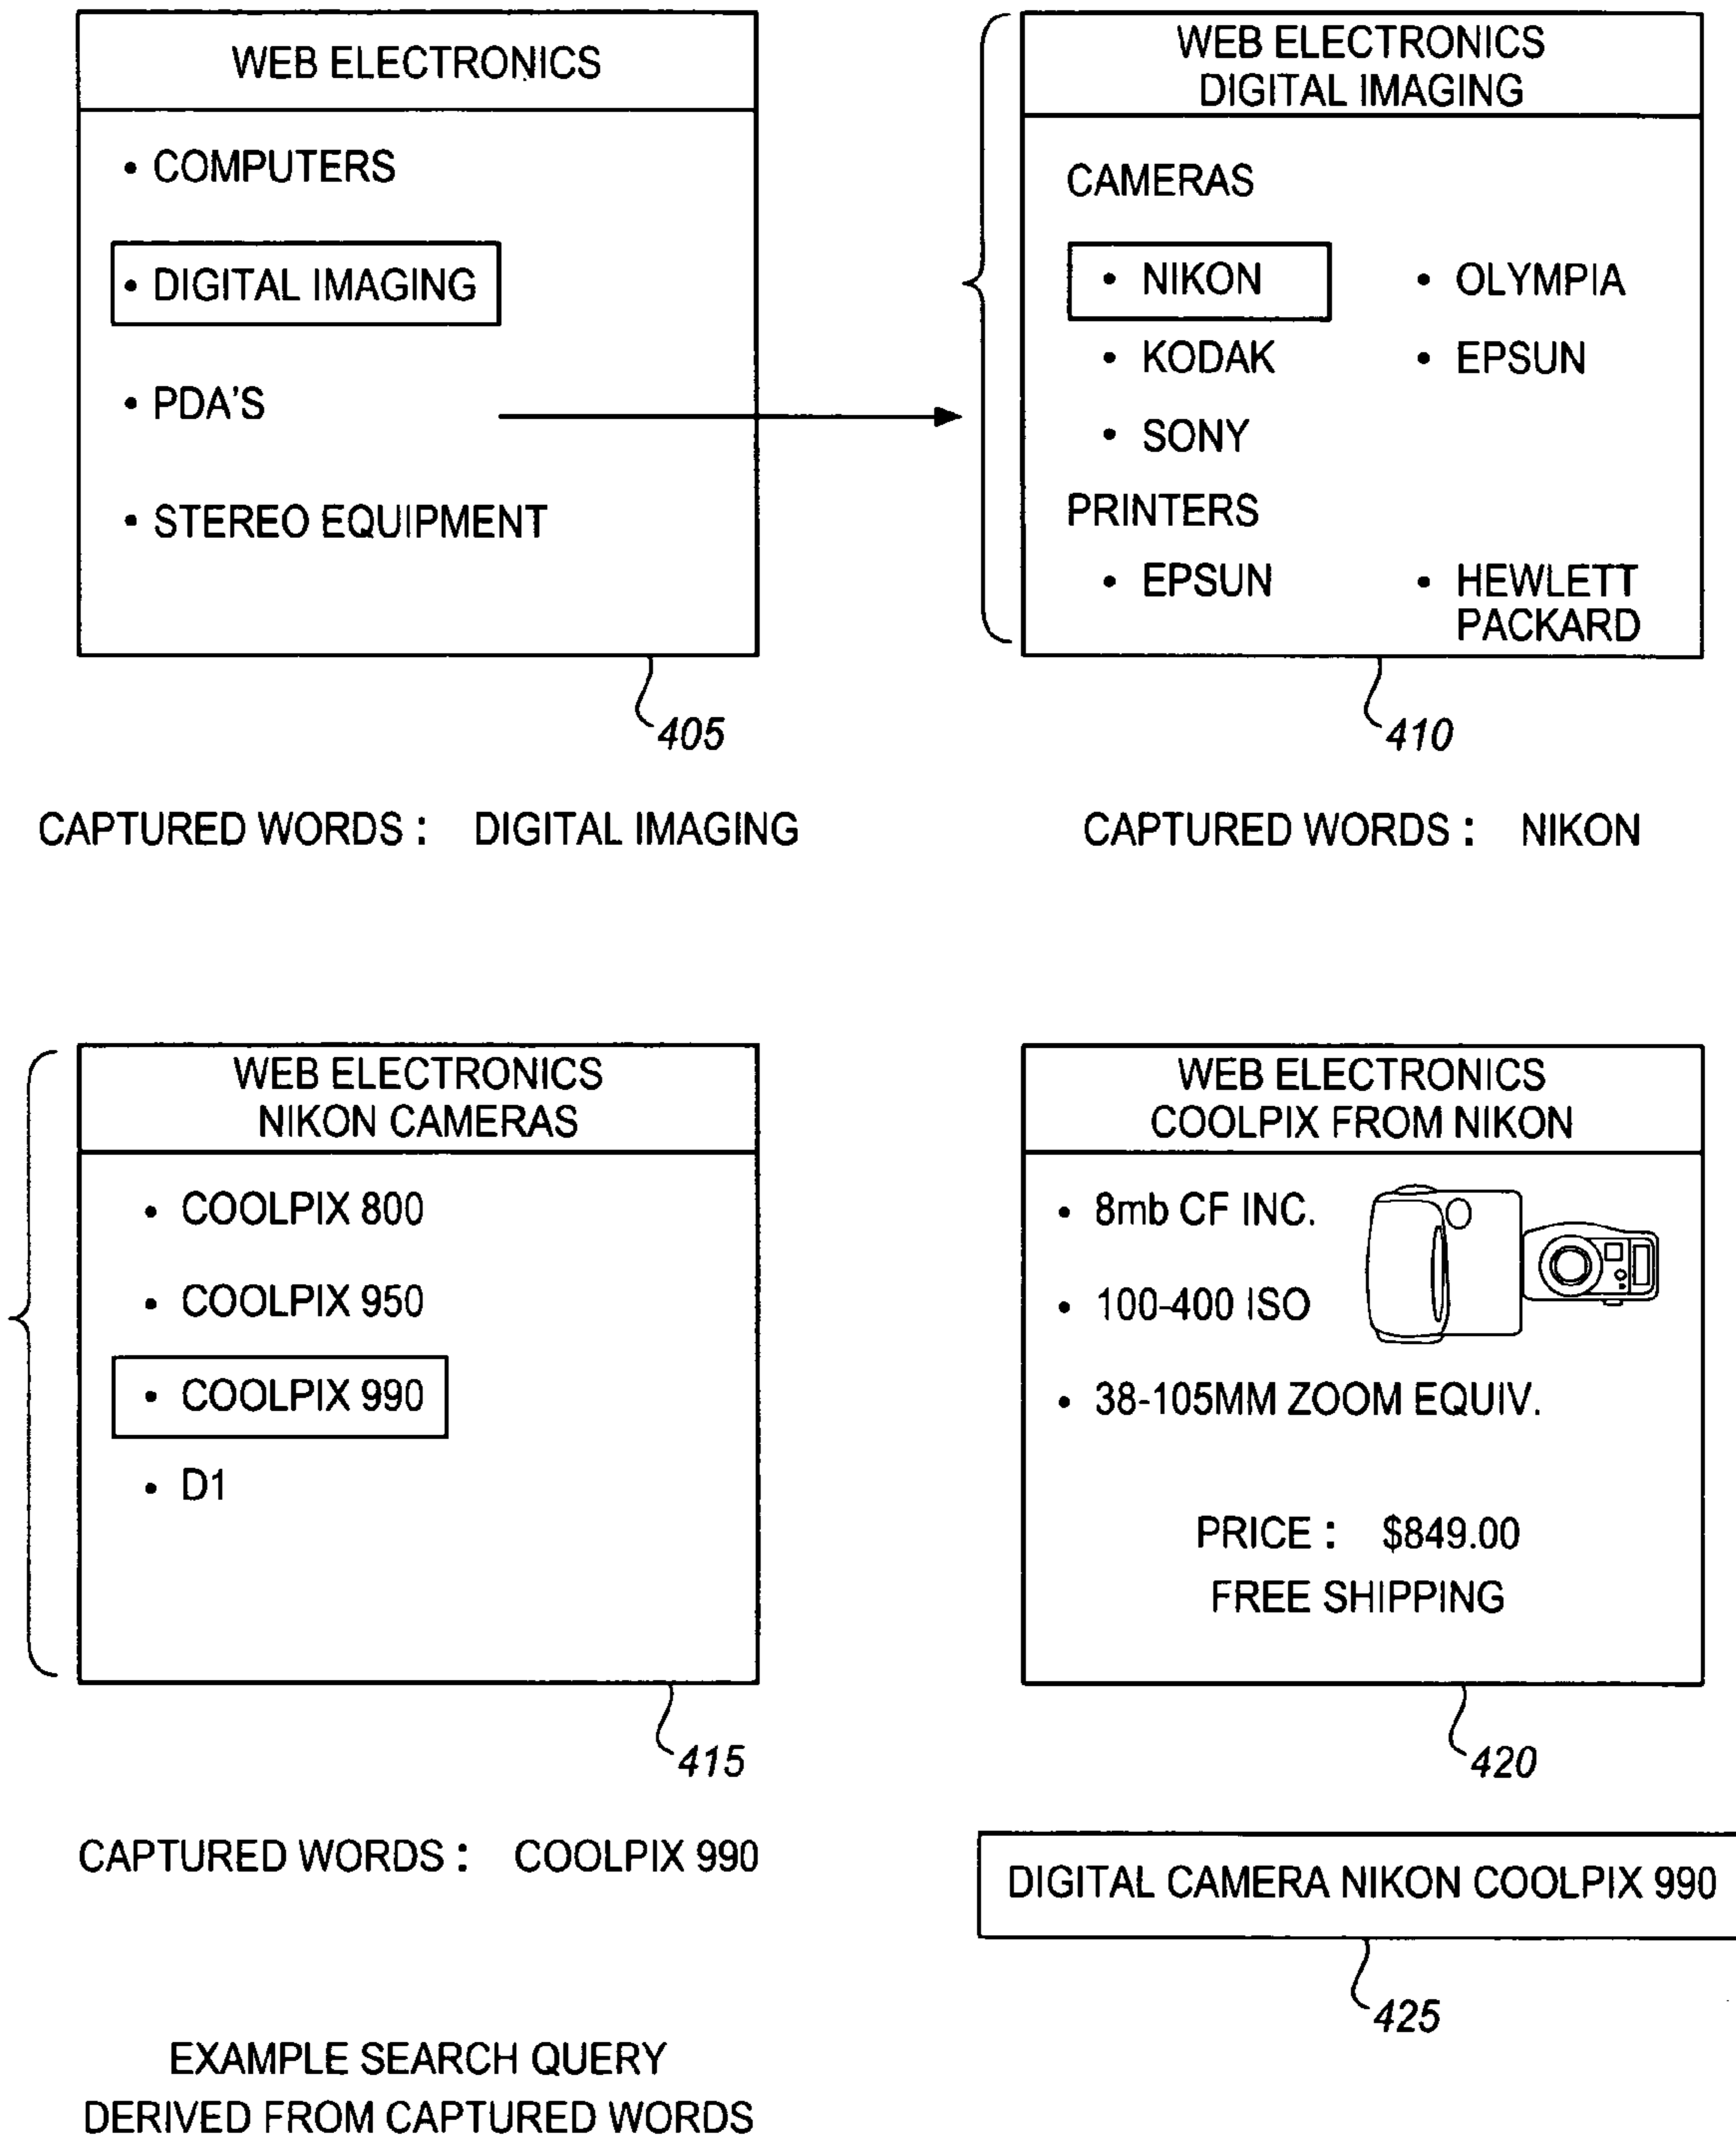 WEB ELECTRONICS
• COMPUTERS
• DIGITAL IMAGING
• PDA'S
• STEREO EQUIPMENT
405
CAPTURED WORDS : DIGITAL IMAGING
WEB ELECTRONICS
DIGITAL IMAGING
CAMERAS
• NIKON
• OLYMPIA
• KODAK
• EPSUN
• SONY
PRINTERS
• EPSUN
• HEWLETT
PACKARD
410
CAPTURED WORDS : NIKON
WEB ELECTRONICS
NIKON CAMERAS
• COOLPIX 800
• COOLPIX 950
• COOLPIX 990
• D1
415
CAPTURED WORDS : COOLPIX 990
WEB ELECTRONICS
COOLPIX FROM NIKON
• 8mb CF INC.
• 100-400 ISO
• 38-105MM ZOOM EQUIV.
PRICE : $849.00
FREE SHIPPING
420
DIGITAL CAMERA NIKON COOLPIX 990
425
EXAMPLE SEARCH QUERY
DERIVED FROM CAPTURED WORDS